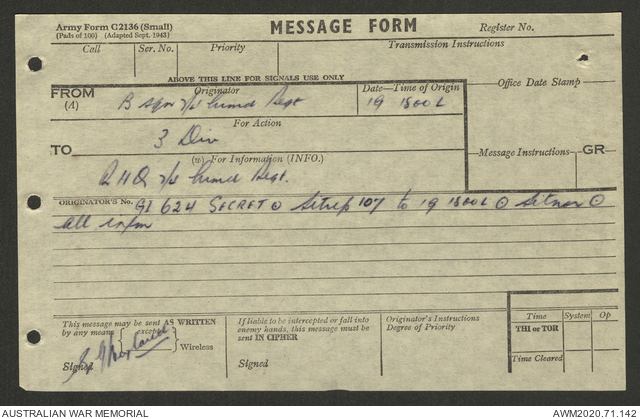 Army Form C2136 (Small)
(Pads of 100) (Adapted Sept. 1943)
MESSAGE FORM
Register No.
Call
Ser. No.
Priority
Transmission Instructions
ABOVE THIS LINE FOR SIGNALS USE ONLY
FROM
(A)
Originator
B Sqn 2/4 Armd Regt
Date—Time of Origin
19 1800 L
Office Date Stamp
For Action
TO
3 Div
(W) For Information (INFO.)
RHQ 2/4 Armd Regt.
Message Instructions
GR
ORIGINATOR'S No. GI 624 SECRET ⊙ Sitrep 107 to 19 1800 L ⊙ Sitnor ⊙
all infm
This message may be sent AS WRITTEN
by any means { except } Wireless
Signed
If liable to be intercepted or fall into
enemy hands, this message must be
sent IN CIPHER
Signed
Originator's Instructions
Degree of Priority
Time
System
Op
THI or TOR
Time Cleared
AUSTRALIAN WAR MEMORIAL
AWM2020.71.142